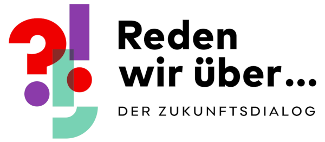 ?!
Reden
wir über...
DER ZUKUNFTSDIALOG